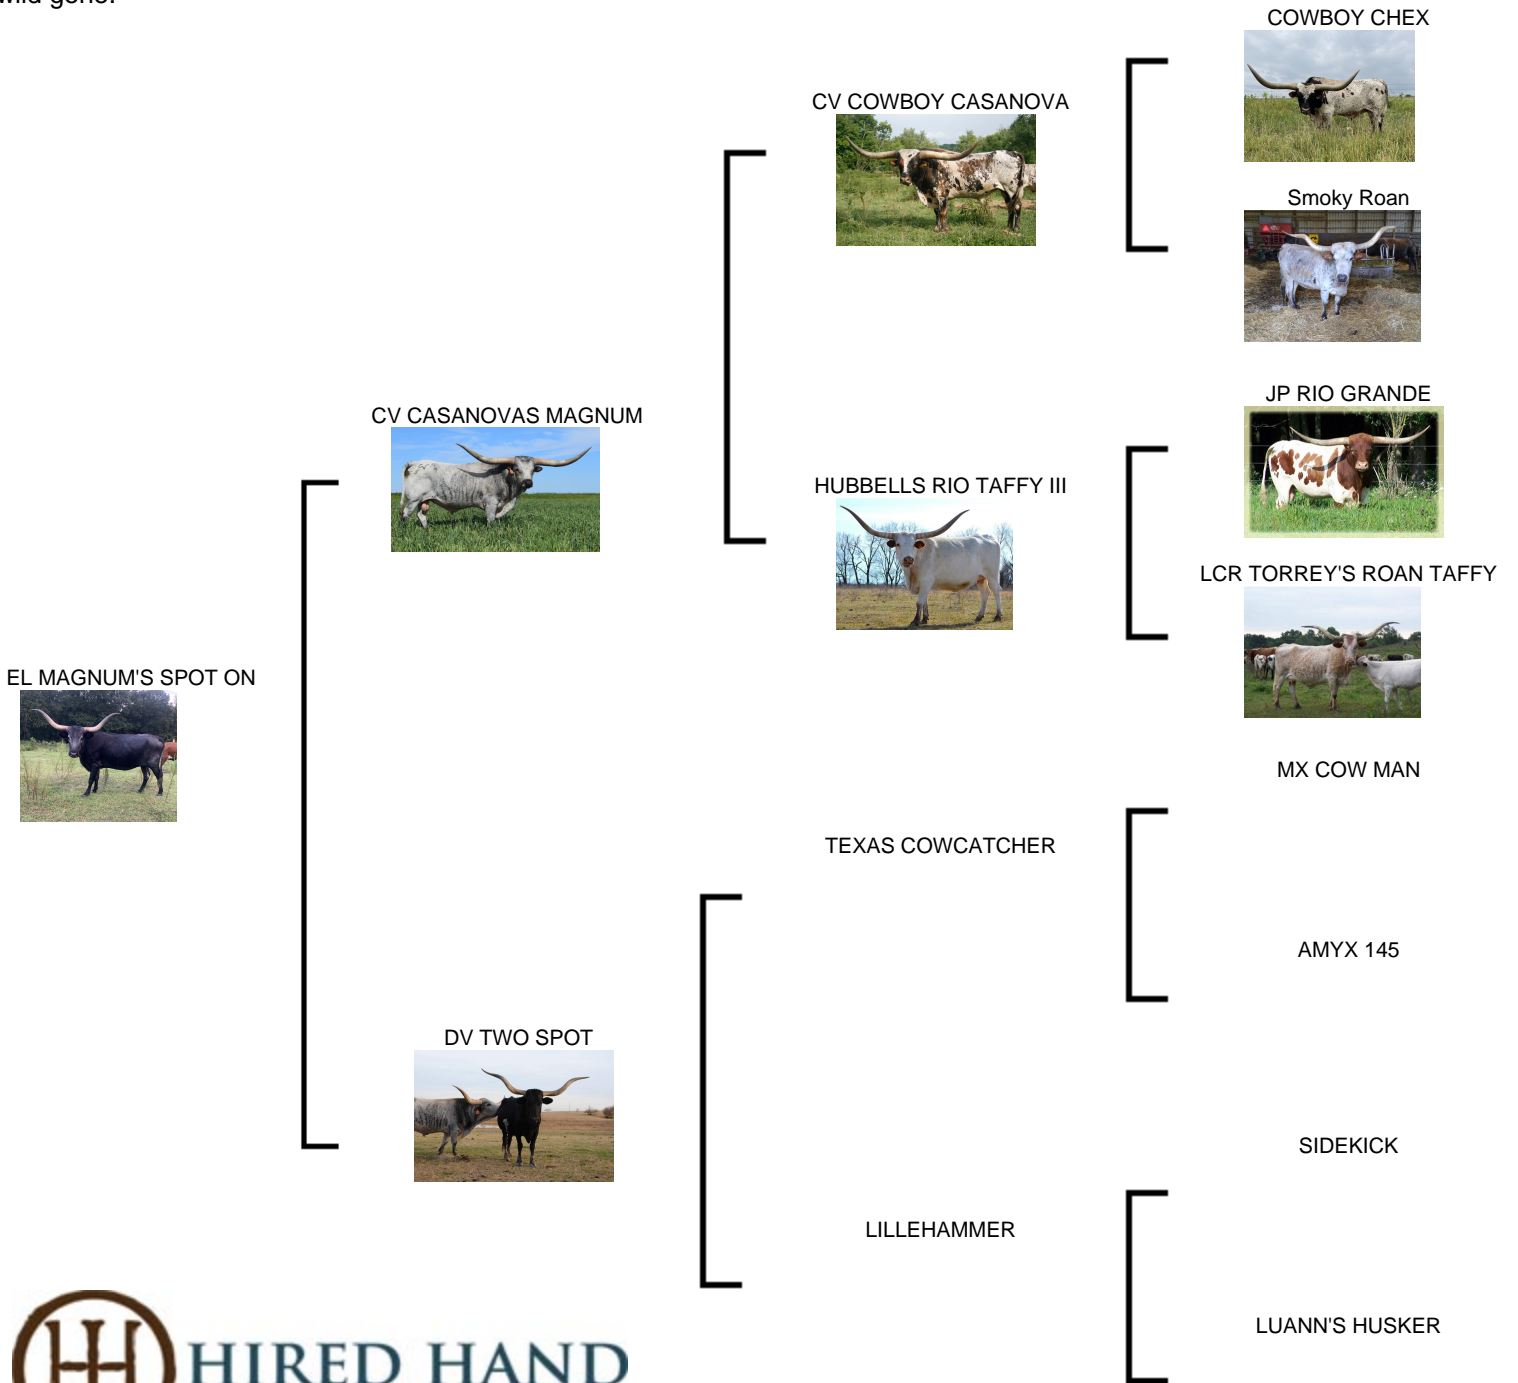 wild gene.
COWBOY CHEX
CV COWBOY CASANOVA
Smoky Roan
CV CASANOVAS MAGNUM
JP RIO GRANDE
HUBBELLS RIO TAFFY III
LCR TORREY'S ROAN TAFFY
EL MAGNUM'S SPOT ON
MX COW MAN
TEXAS COWCATCHER
AMYX 145
DV TWO SPOT
SIDEKICK
LILLEHAMMER
LUANN'S HUSKER
HIRED HAND